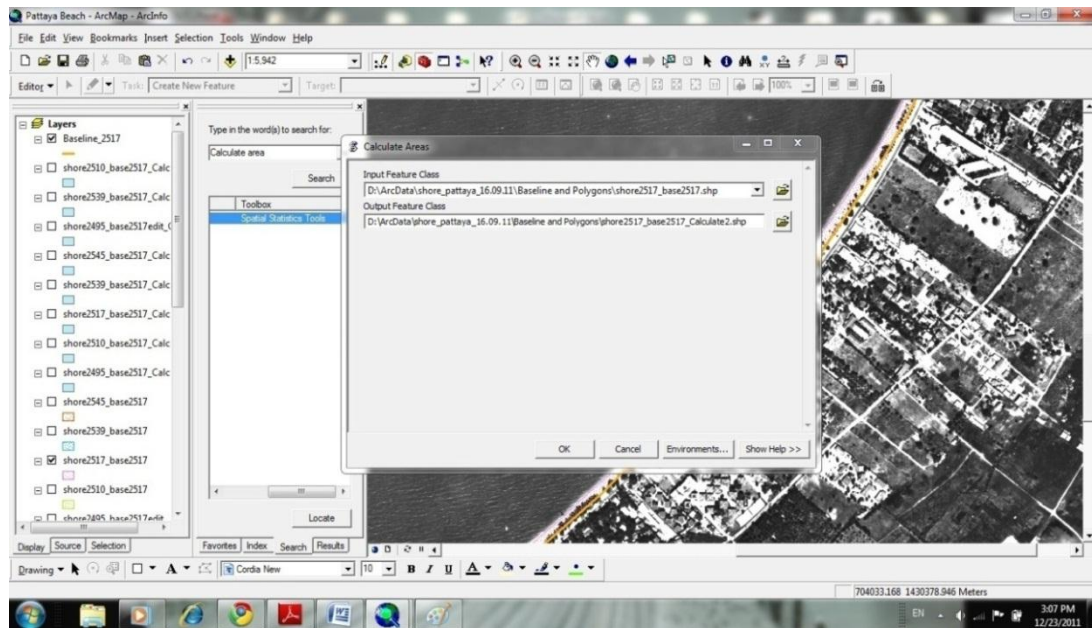 Pattaya Beach - ArcMap - ArcInfo
File Edit View Bookmarks Insert Selection Tools Window Help
1:5,942
Editor Task: Create New Feature Target: 100%
Layers
Baseline_2517
shore2510_base2517_Calc
shore2539_base2517_Calc
shore2495_base2517edit_C
shore2545_base2517_Calc
shore2539_base2517_Calc
shore2517_base2517_Calc
shore2510_base2517_Calc
shore2495_base2517_Calc
shore2545_base2517
shore2539_base2517
shore2517_base2517
shore2510_base2517
shore2495_base2517edit
Display Source Selection
Type in the word(s) to search for:
Calculate area
Search
Toolbox
Spatial Statistics Tools
Locate
Favorites Index Search Results
Calculate Areas
Input Feature Class
D:\ArcData\shore_pattaya_16.09.11\Baseline and Polygons\shore2517_base2517.shp
Output Feature Class
D:\ArcData\shore_pattaya_16.09.11\Baseline and Polygons\shore2517_base2517_Calculate2.shp
OK Cancel Environments... Show Help >>
Drawing A Cordia New 10 B I U A
704033.168 1430378.946 Meters
EN 3:07 PM
12/23/2011